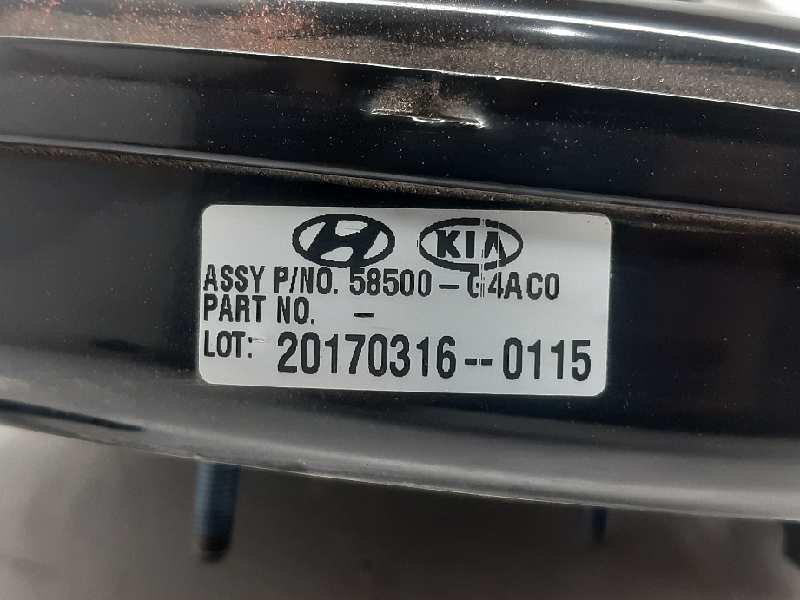 KIA
ASSY P/NO. 58500-G4AC0
PART NO. -
LOT: 20170316--0115